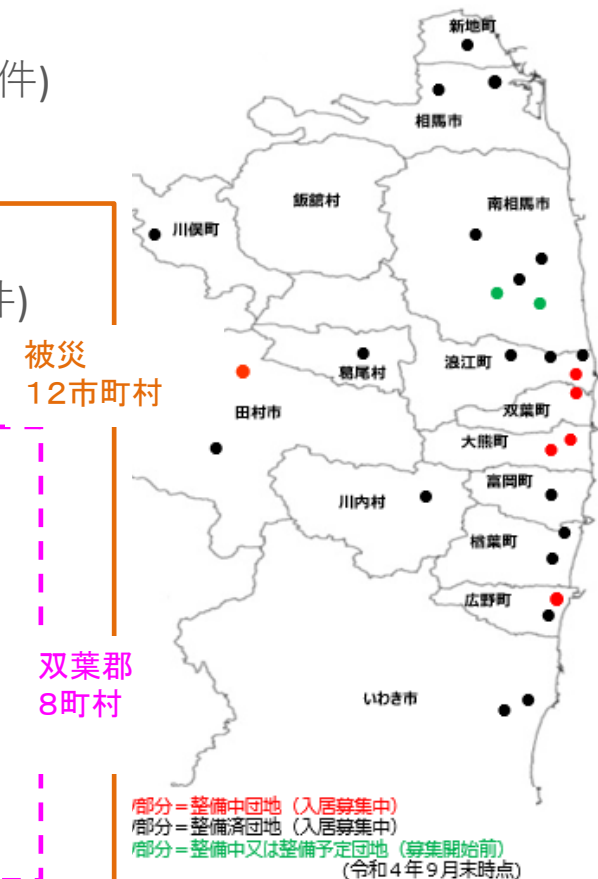 件)
件)
被災
12市町村
双葉郡
8町村
新地町
相馬市
飯舘村
南相馬市
川俣町
葛尾村
浪江町
田村市
双葉町
大熊町
富岡町
川内村
楢葉町
広野町
いわき市
部分=整備中団地(入居募集中)
部分=整備済団地(入居募集中)
部分=整備中又は整備予定団地(募集開始前)
(令和4年9月末時点)